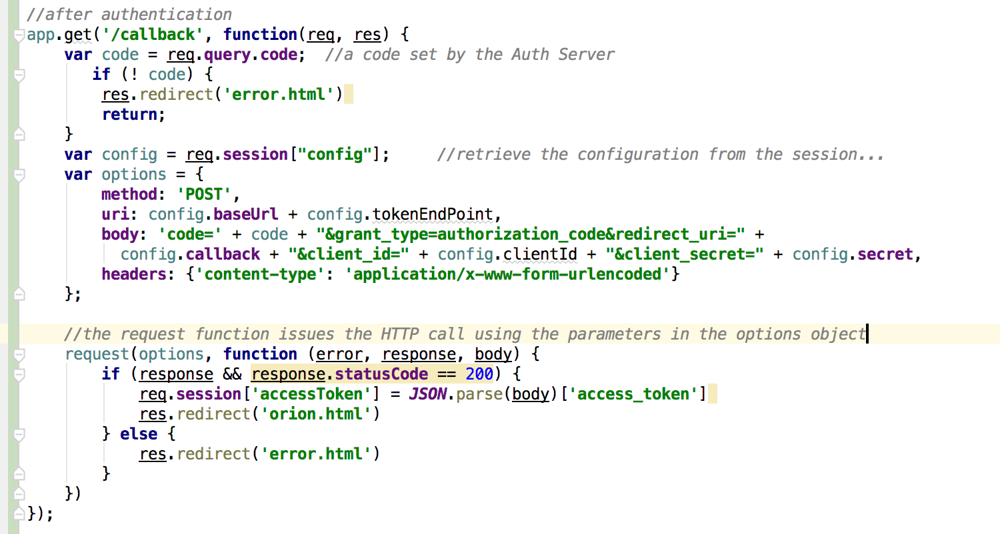 //after authentication
app.get('/callback', function(req, res) {
    var code = req.query.code;  //a code set by the Auth Server
       if (! code) {
        res.redirect('error.html')
        return;
    }
    var config = req.session["config"];     //retrieve the configuration from the session...
    var options = {
        method: 'POST',
        uri: config.baseUrl + config.tokenEndPoint,
        body: 'code=' + code + "&grant_type=authorization_code&redirect_uri=" +
          config.callback + "&client_id=" + config.clientId + "&client_secret=" + config.secret,
        headers: {'content-type': 'application/x-www-form-urlencoded'}
    };

    //the request function issues the HTTP call using the parameters in the options object
    request(options, function (error, response, body) {
        if (response && response.statusCode == 200) {
            req.session['accessToken'] = JSON.parse(body)['access_token']
            res.redirect('orion.html')
        } else {
            res.redirect('error.html')
        }
    })
});